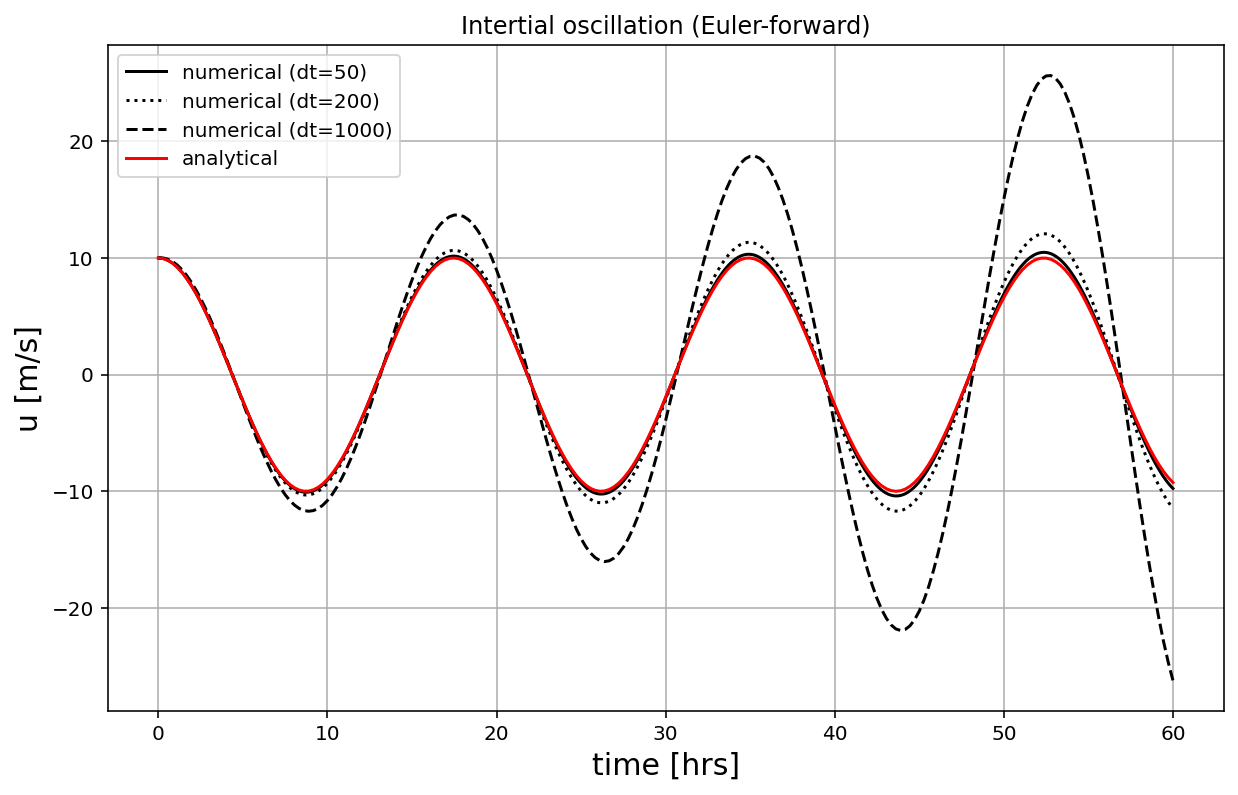 Intertial oscillation (Euler-forward)
numerical (dt=50)
numerical (dt=200)
numerical (dt=1000)
analytical
20
10
0
−10
−20
u [m/s]
0 10 20 30 40 50 60
time [hrs]